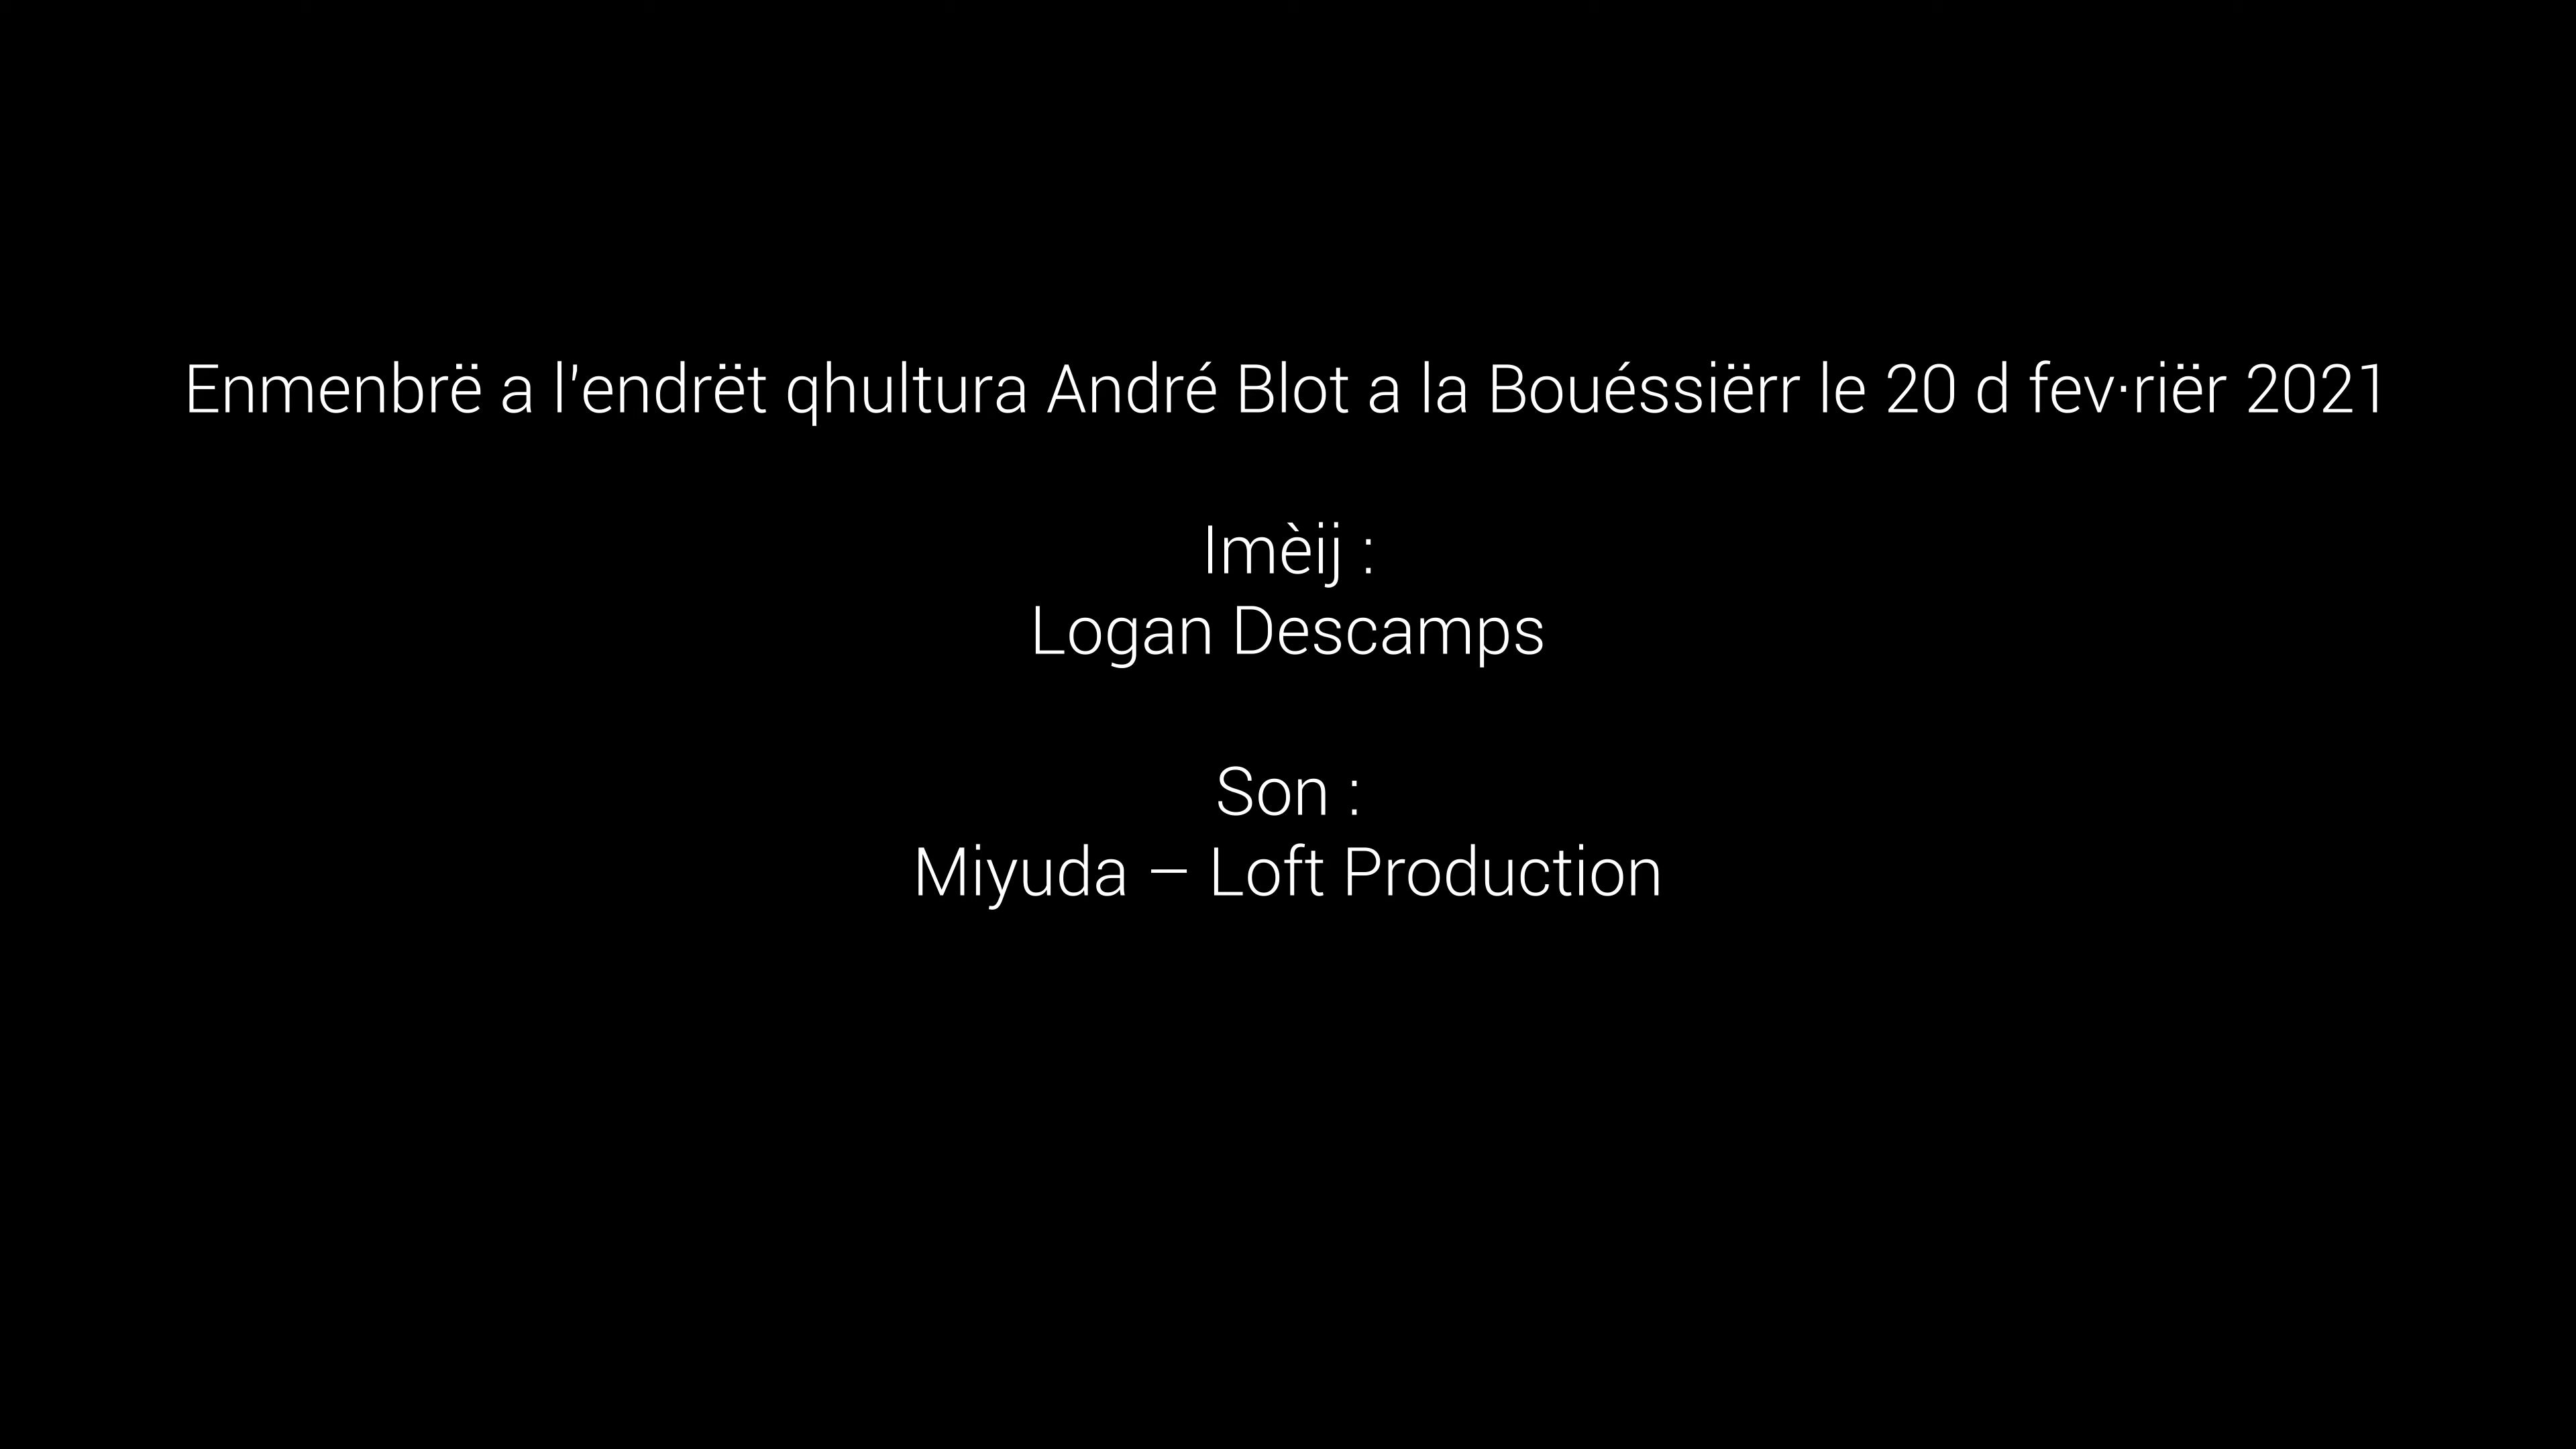 Enmenbrë a l'endrët qhultura André Blot a la Bouéssiërr le 20 d fev·riër 2021
Imèij :
Logan Descamps
Son :
Miyuda – Loft Production